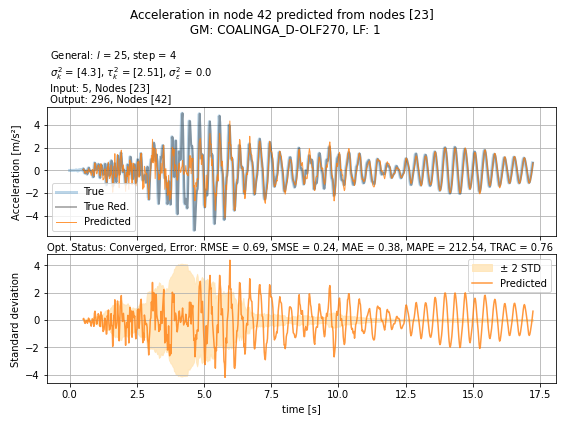 Acceleration in node 42 predicted from nodes [23]
GM: COALINGA_D-OLF270, LF: 1
General: l = 25, step = 4
σ²ₖ = [4.3], τ²ₖ = [2.51], σ²ₑ = 0.0
Input: 5, Nodes [23]
Output: 296, Nodes [42]
Acceleration [m/s²]
4
2
0
−2
−4
True
True Red.
Predicted
Opt. Status: Converged, Error: RMSE = 0.69, SMSE = 0.24, MAE = 0.38, MAPE = 212.54, TRAC = 0.76
Standard deviation
4
2
0
−2
−4
± 2 STD
Predicted
0.0 2.5 5.0 7.5 10.0 12.5 15.0 17.5
time [s]